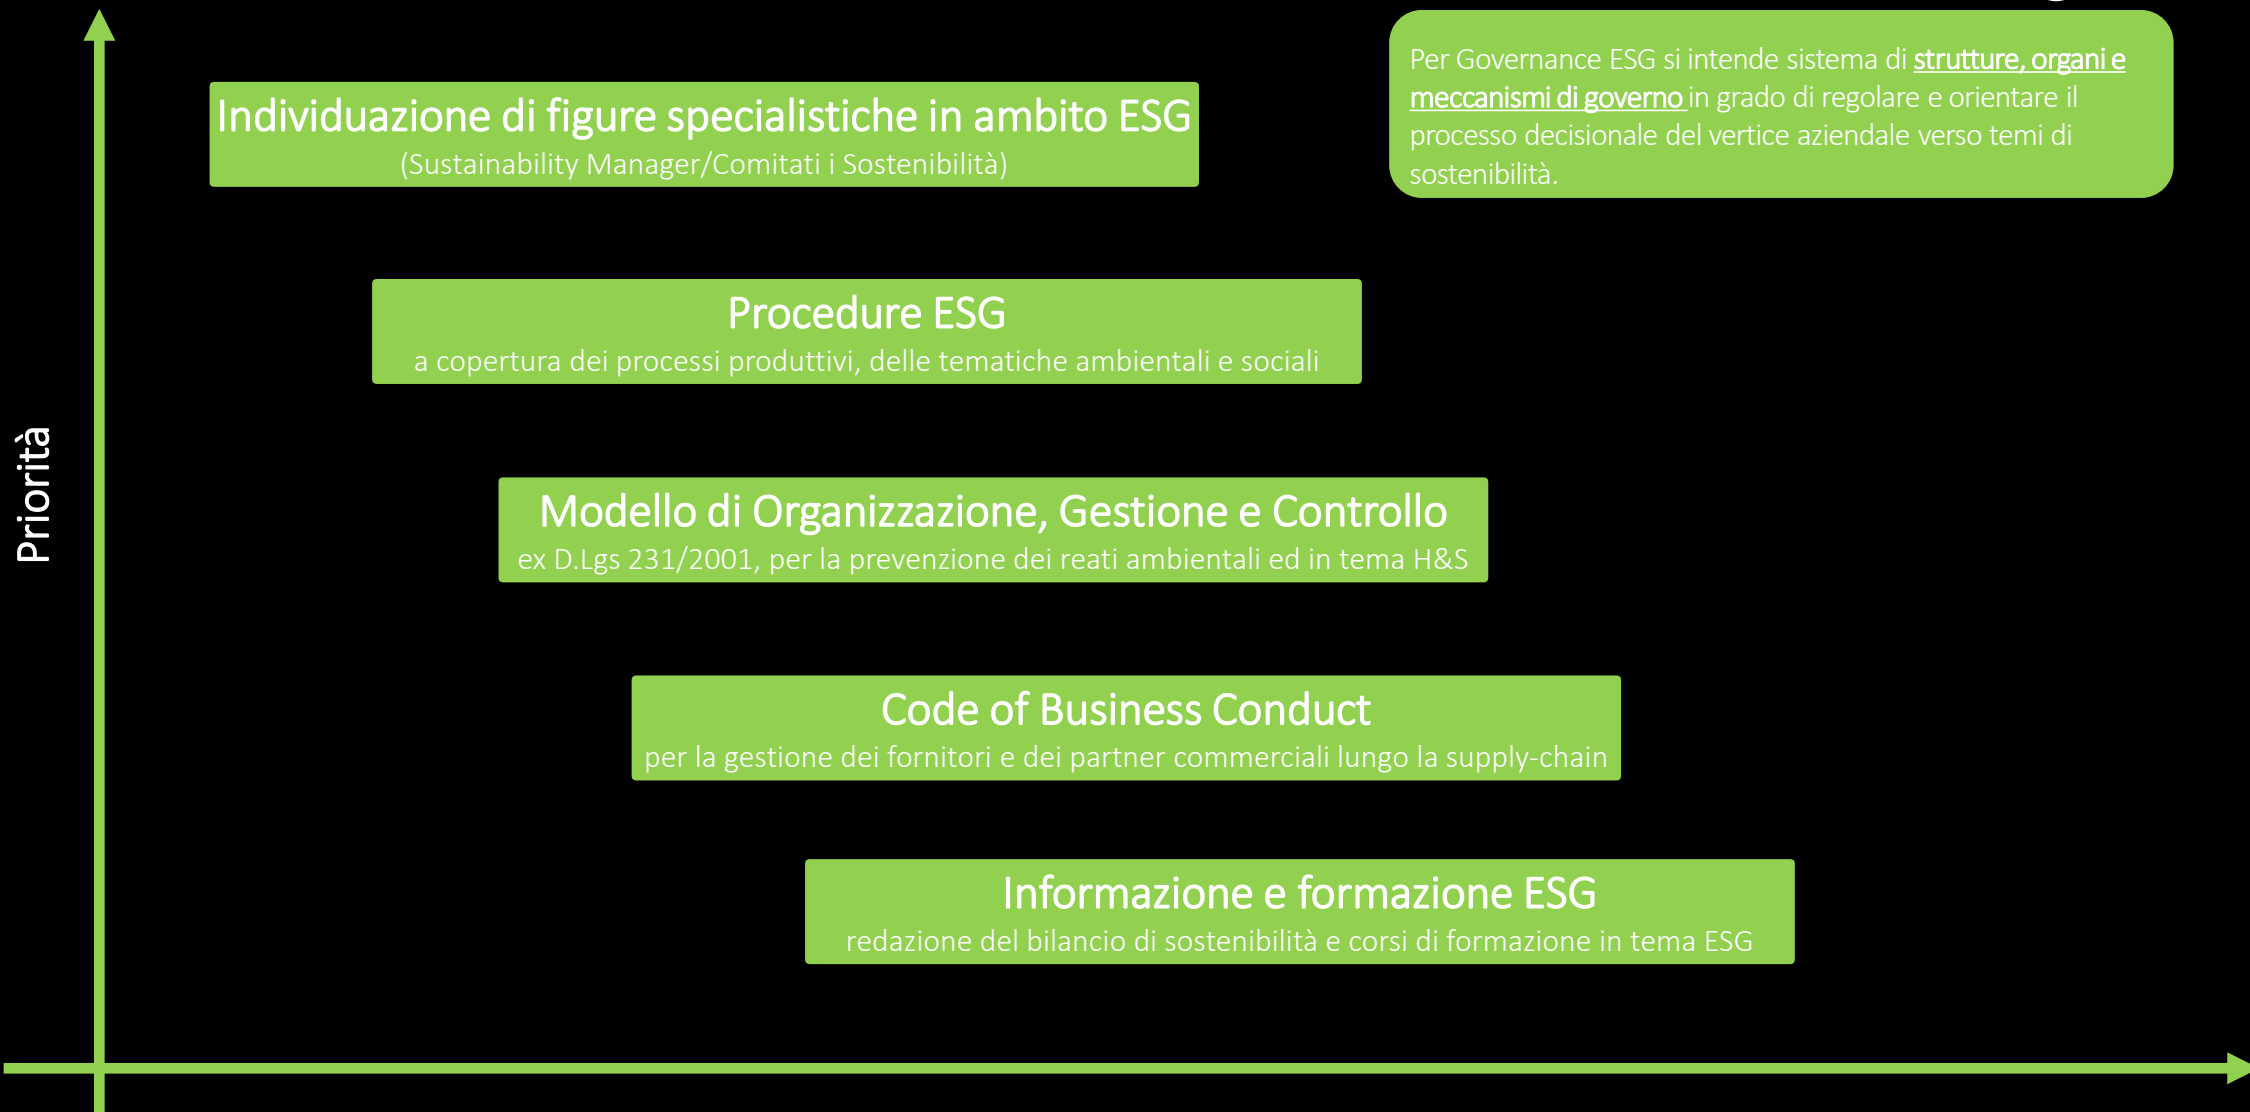 Per Governance ESG si intende sistema di strutture, organi e
meccanismi di governo in grado di regolare e orientare il
processo decisionale del vertice aziendale verso temi di
sostenibilità.
Individuazione di figure specialistiche in ambito ESG
(Sustainability Manager/Comitati i Sostenibilità)
Procedure ESG
a copertura dei processi produttivi, delle tematiche ambientali e sociali
Priorità
Modello di Organizzazione, Gestione e Controllo
ex D.Lgs 231/2001, per la prevenzione dei reati ambientali ed in tema H&S
Code of Business Conduct
per la gestione dei fornitori e dei partner commerciali lungo la supply-chain
Informazione e formazione ESG
redazione del bilancio di sostenibilità e corsi di formazione in tema ESG